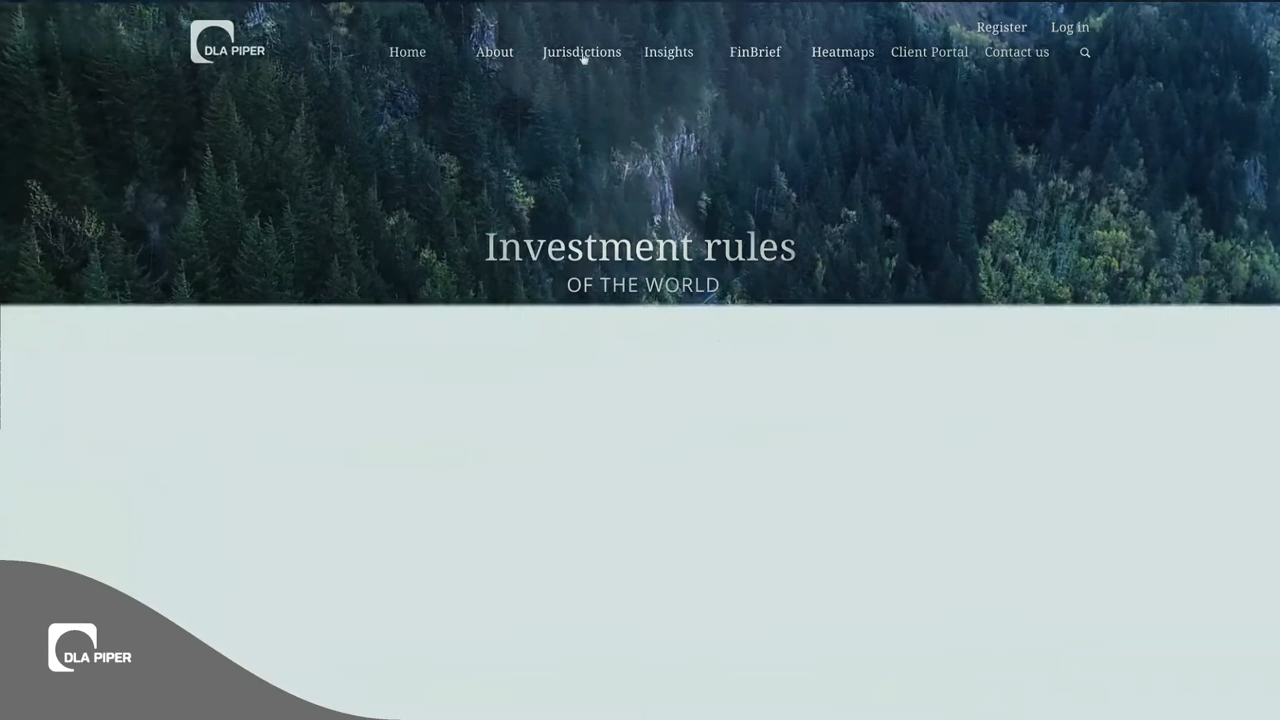 Register Log in
DLA PIPER Home About Jurisdictions Insights FinBrief Heatmaps Client Portal Contact us
Investment rules
OF THE WORLD
DLA PIPER